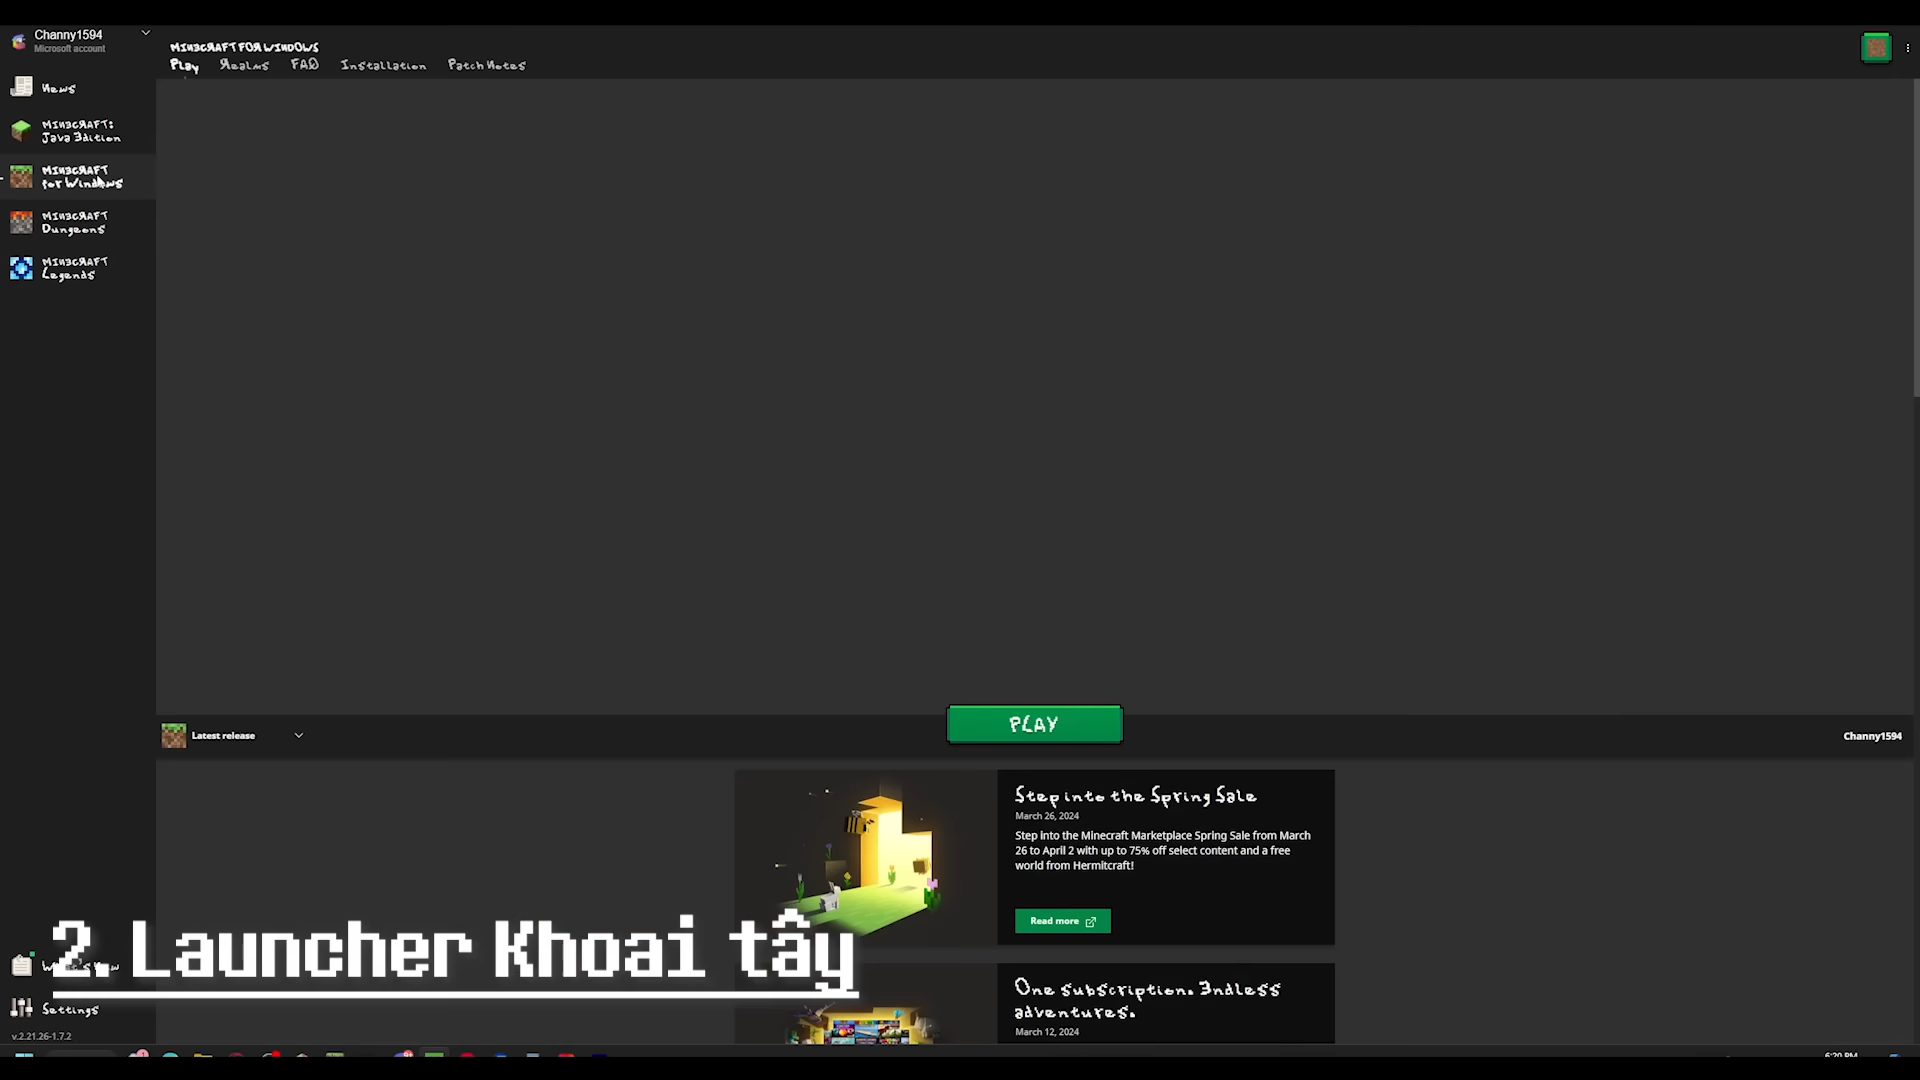 Channy1594
Microsoft account
MINECRAFT FOR WINDOWS
Play Realms FAQ Installation Patch Notes
News
MINECRAFT:
Java Edition
MINECRAFT
for Windows
MINECRAFT
Dungeons
MINECRAFT
Legends
PLAY
Latest release
Channy1594
Step into the Spring Sale
March 26, 2024
Step into the Minecraft Marketplace Spring Sale from March
26 to April 2 with up to 75% off select content and a free
world from Hermitcraft!
Read more
2. Launcher Khoai tây
One subscription. Endless
adventures.
March 12, 2024
Settings
v.2.21.26-1.7.2
6:20 PM